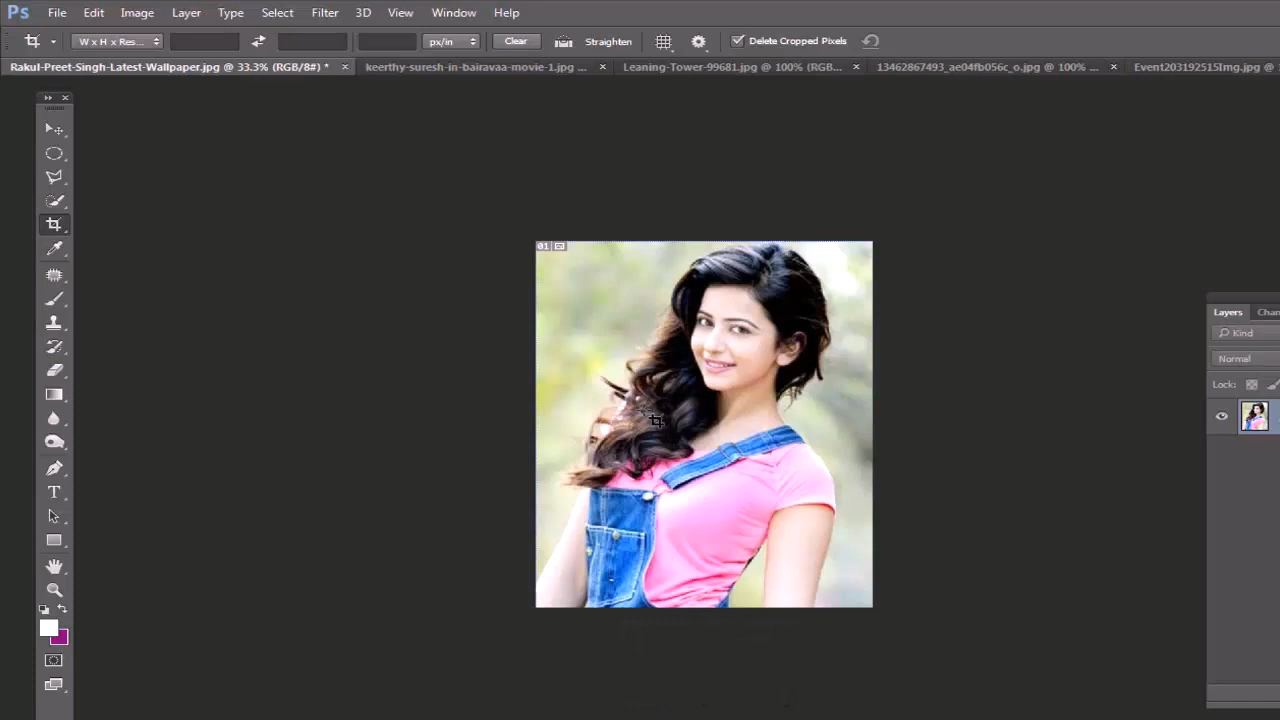 Ps File Edit Image Layer Type Select Filter 3D View Window Help
W x H x Res... px/in Clear Straighten Delete Cropped Pixels
Rakul-Preet-Singh-Latest-Wallpaper.jpg @ 33.3% (RGB/8#) * × keerthy-suresh-in-bairavaa-movie-1.jpg ... × Leaning-Tower-99681.jpg @ 100% (RGB... × 13462867493_ae04fb056c_o.jpg @ 100% ... × Event203192515Img.jpg @
01
Layers Chan
Kind
Normal
Lock:
T